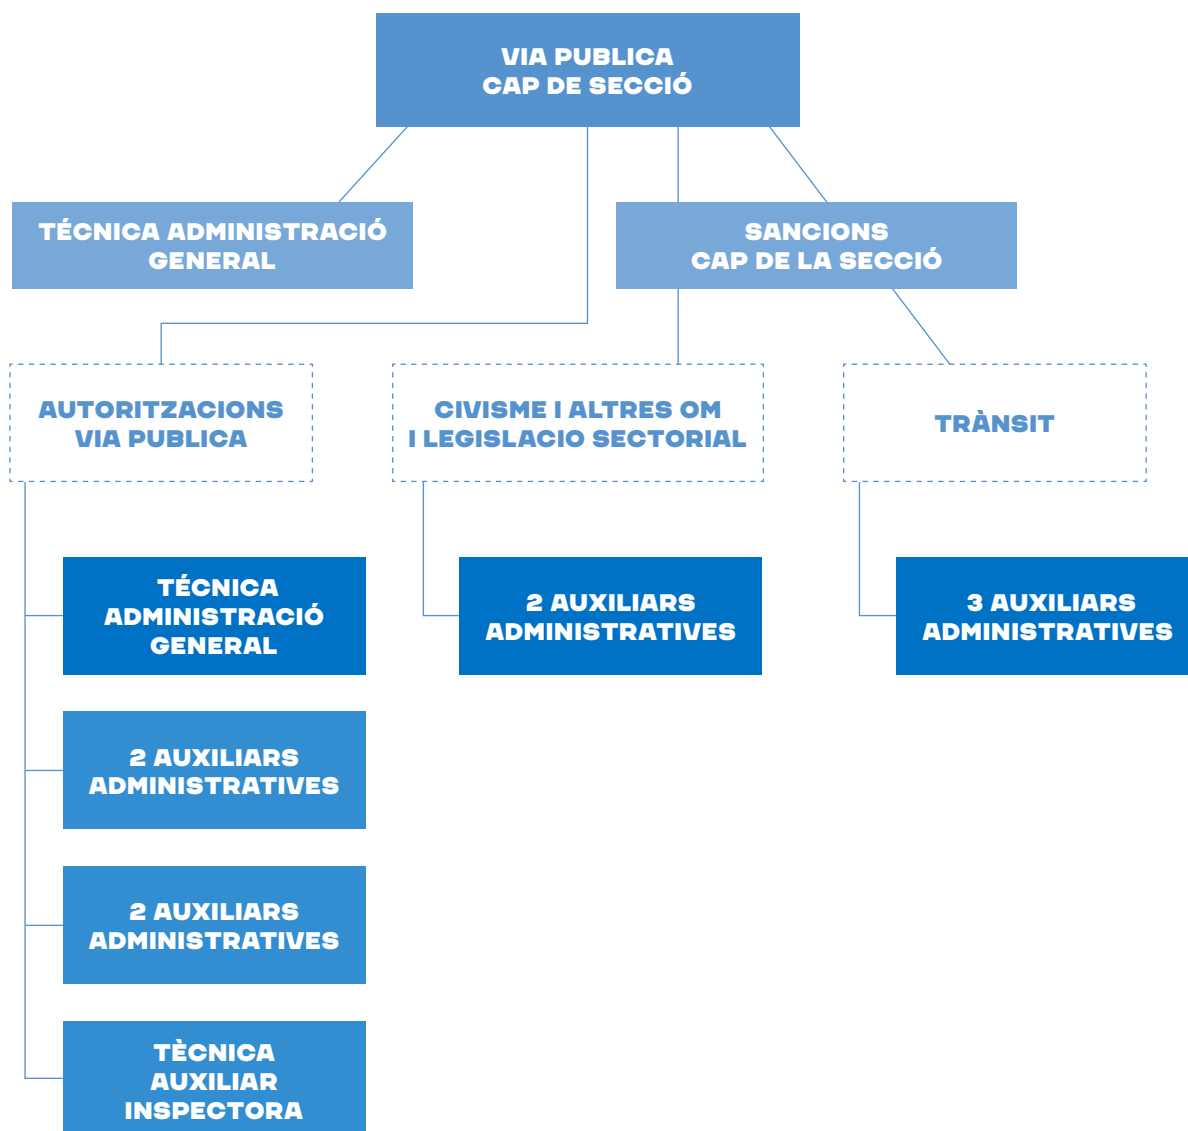 VIA PUBLICA
CAP DE SECCIÓ
TÉCNICA ADMINISTRACIÓ
GENERAL
SANCIONS
CAP DE LA SECCIÓ
AUTORITZACIONS
VIA PUBLICA
CIVISME I ALTRES OM
I LEGISLACIO SECTORIAL
TRÀNSIT
TÉCNICA
ADMINISTRACIÓ
GENERAL
2 AUXILIARS
ADMINISTRATIVES
3 AUXILIARS
ADMINISTRATIVES
2 AUXILIARS
ADMINISTRATIVES
2 AUXILIARS
ADMINISTRATIVES
TÈCNICA
AUXILIAR
INSPECTORA